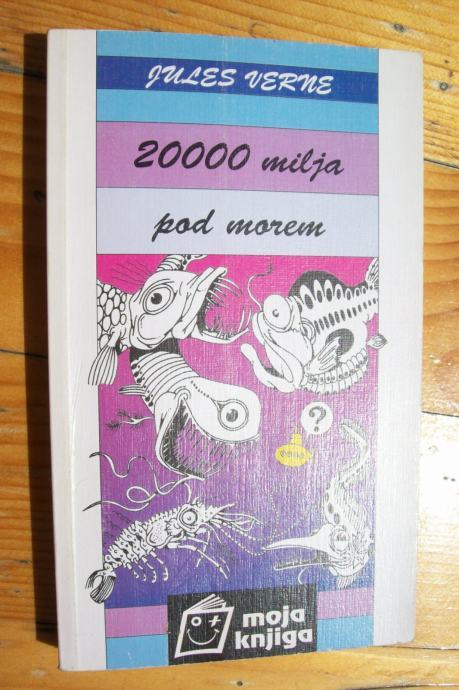 JULES VERNE
20000 milja
pod morem
?
moja
knjiga